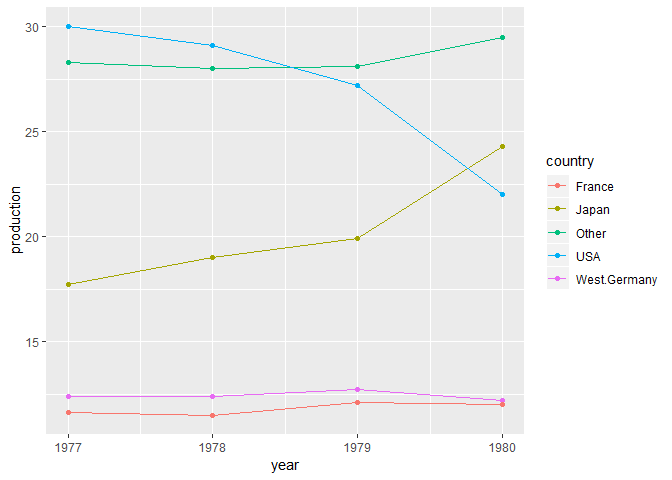 30
25
20
15
production
1977 1978 1979 1980
year
country
France
Japan
Other
USA
West.Germany